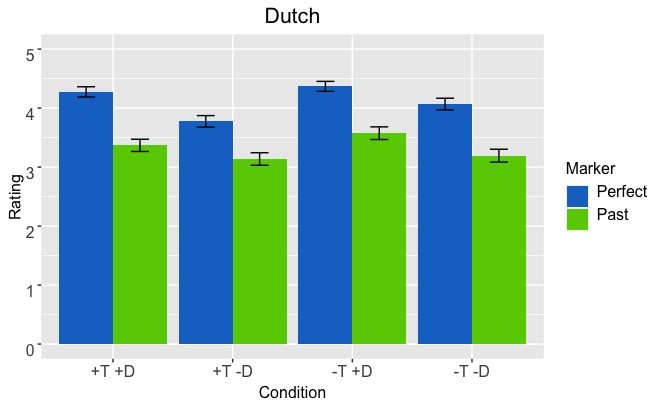 Dutch
5
4
3
2
1
0
Rating
+T +D
+T -D
-T +D
-T -D
Condition
Marker
Perfect
Past